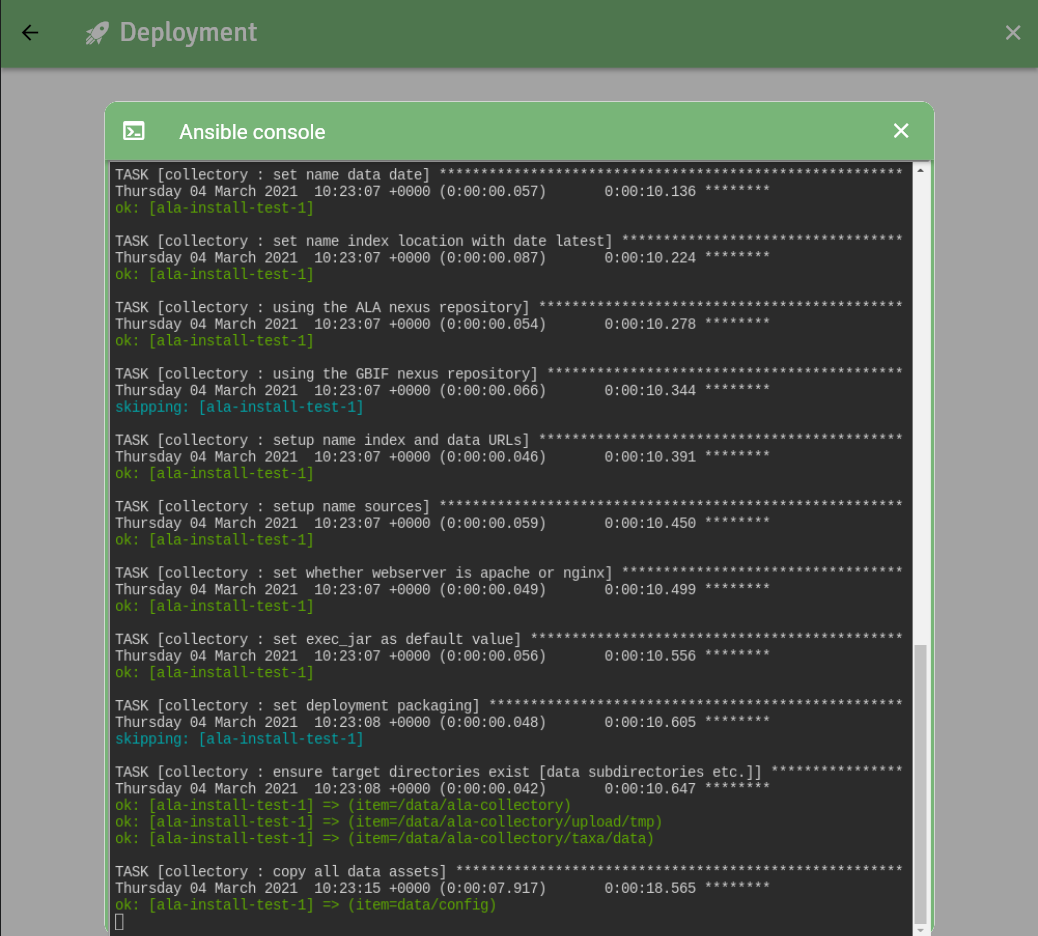 Deployment
Ansible console
TASK [collectory : set name data date] ********************************************************
Thursday 04 March 2021  10:23:07 +0000 (0:00:00.057)       0:00:10.136 ********
ok: [ala-install-test-1]
TASK [collectory : set name index location with date latest] **********************************
Thursday 04 March 2021  10:23:07 +0000 (0:00:00.087)       0:00:10.224 ********
ok: [ala-install-test-1]
TASK [collectory : using the ALA nexus repository] ********************************************
Thursday 04 March 2021  10:23:07 +0000 (0:00:00.054)       0:00:10.278 ********
ok: [ala-install-test-1]
TASK [collectory : using the GBIF nexus repository] *******************************************
Thursday 04 March 2021  10:23:07 +0000 (0:00:00.066)       0:00:10.344 ********
skipping: [ala-install-test-1]
TASK [collectory : setup name index and data URLs] ********************************************
Thursday 04 March 2021  10:23:07 +0000 (0:00:00.046)       0:00:10.391 ********
ok: [ala-install-test-1]
TASK [collectory : setup name sources] ********************************************************
Thursday 04 March 2021  10:23:07 +0000 (0:00:00.059)       0:00:10.450 ********
ok: [ala-install-test-1]
TASK [collectory : set whether webserver is apache or nginx] **********************************
Thursday 04 March 2021  10:23:07 +0000 (0:00:00.049)       0:00:10.499 ********
ok: [ala-install-test-1]
TASK [collectory : set exec_jar as default value] *********************************************
Thursday 04 March 2021  10:23:07 +0000 (0:00:00.056)       0:00:10.556 ********
ok: [ala-install-test-1]
TASK [collectory : set deployment packaging] **************************************************
Thursday 04 March 2021  10:23:08 +0000 (0:00:00.048)       0:00:10.605 ********
skipping: [ala-install-test-1]
TASK [collectory : ensure target directories exist [data subdirectories etc.]] ****************
Thursday 04 March 2021  10:23:08 +0000 (0:00:00.042)       0:00:10.647 ********
ok: [ala-install-test-1] => (item=/data/ala-collectory)
ok: [ala-install-test-1] => (item=/data/ala-collectory/upload/tmp)
ok: [ala-install-test-1] => (item=/data/ala-collectory/taxa/data)
TASK [collectory : copy all data assets] ******************************************************
Thursday 04 March 2021  10:23:15 +0000 (0:00:07.917)       0:00:18.565 ********
ok: [ala-install-test-1] => (item=data/config)